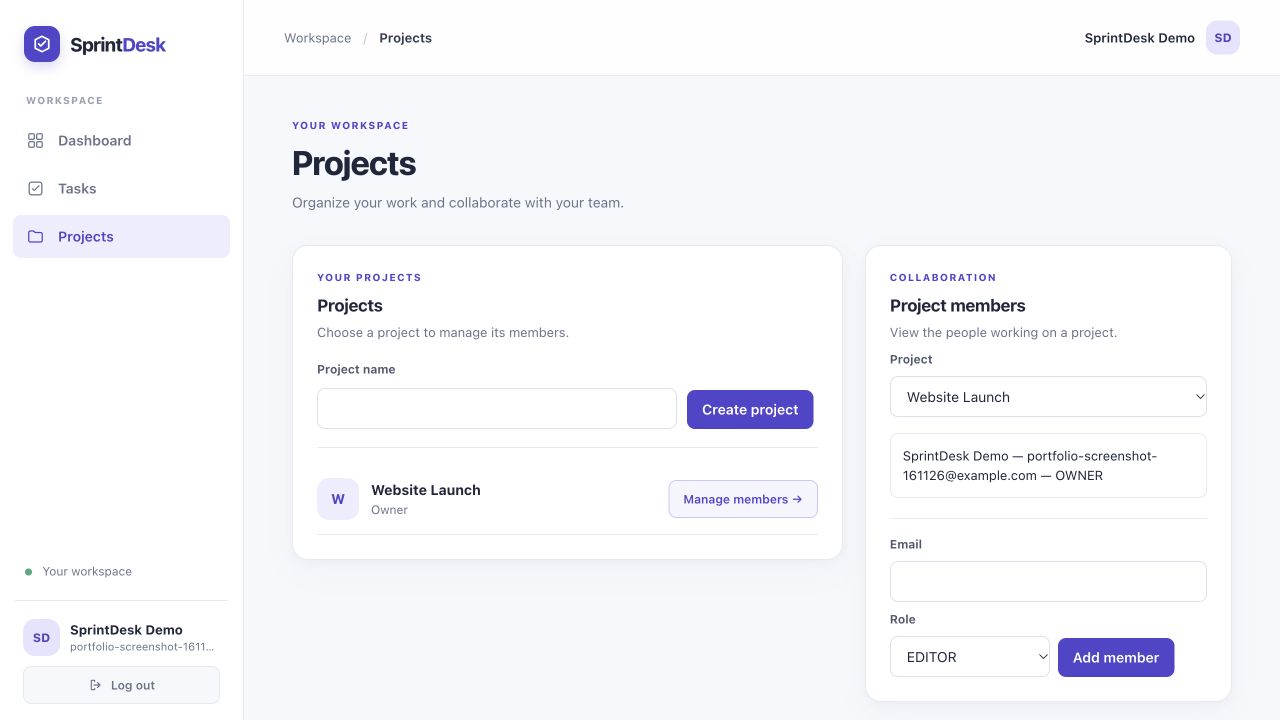 SprintDesk
WORKSPACE
Dashboard
Tasks
Projects
Your workspace
SD
SprintDesk Demo
portfolio-screenshot-1611...
Log out
Workspace / Projects
SprintDesk Demo SD
YOUR WORKSPACE
Projects
Organize your work and collaborate with your team.
YOUR PROJECTS
Projects
Choose a project to manage its members.
Project name
Create project
W
Website Launch
Owner
Manage members →
COLLABORATION
Project members
View the people working on a project.
Project
Website Launch
SprintDesk Demo — portfolio-screenshot-
161126@example.com — OWNER
Email
Role
EDITOR
Add member